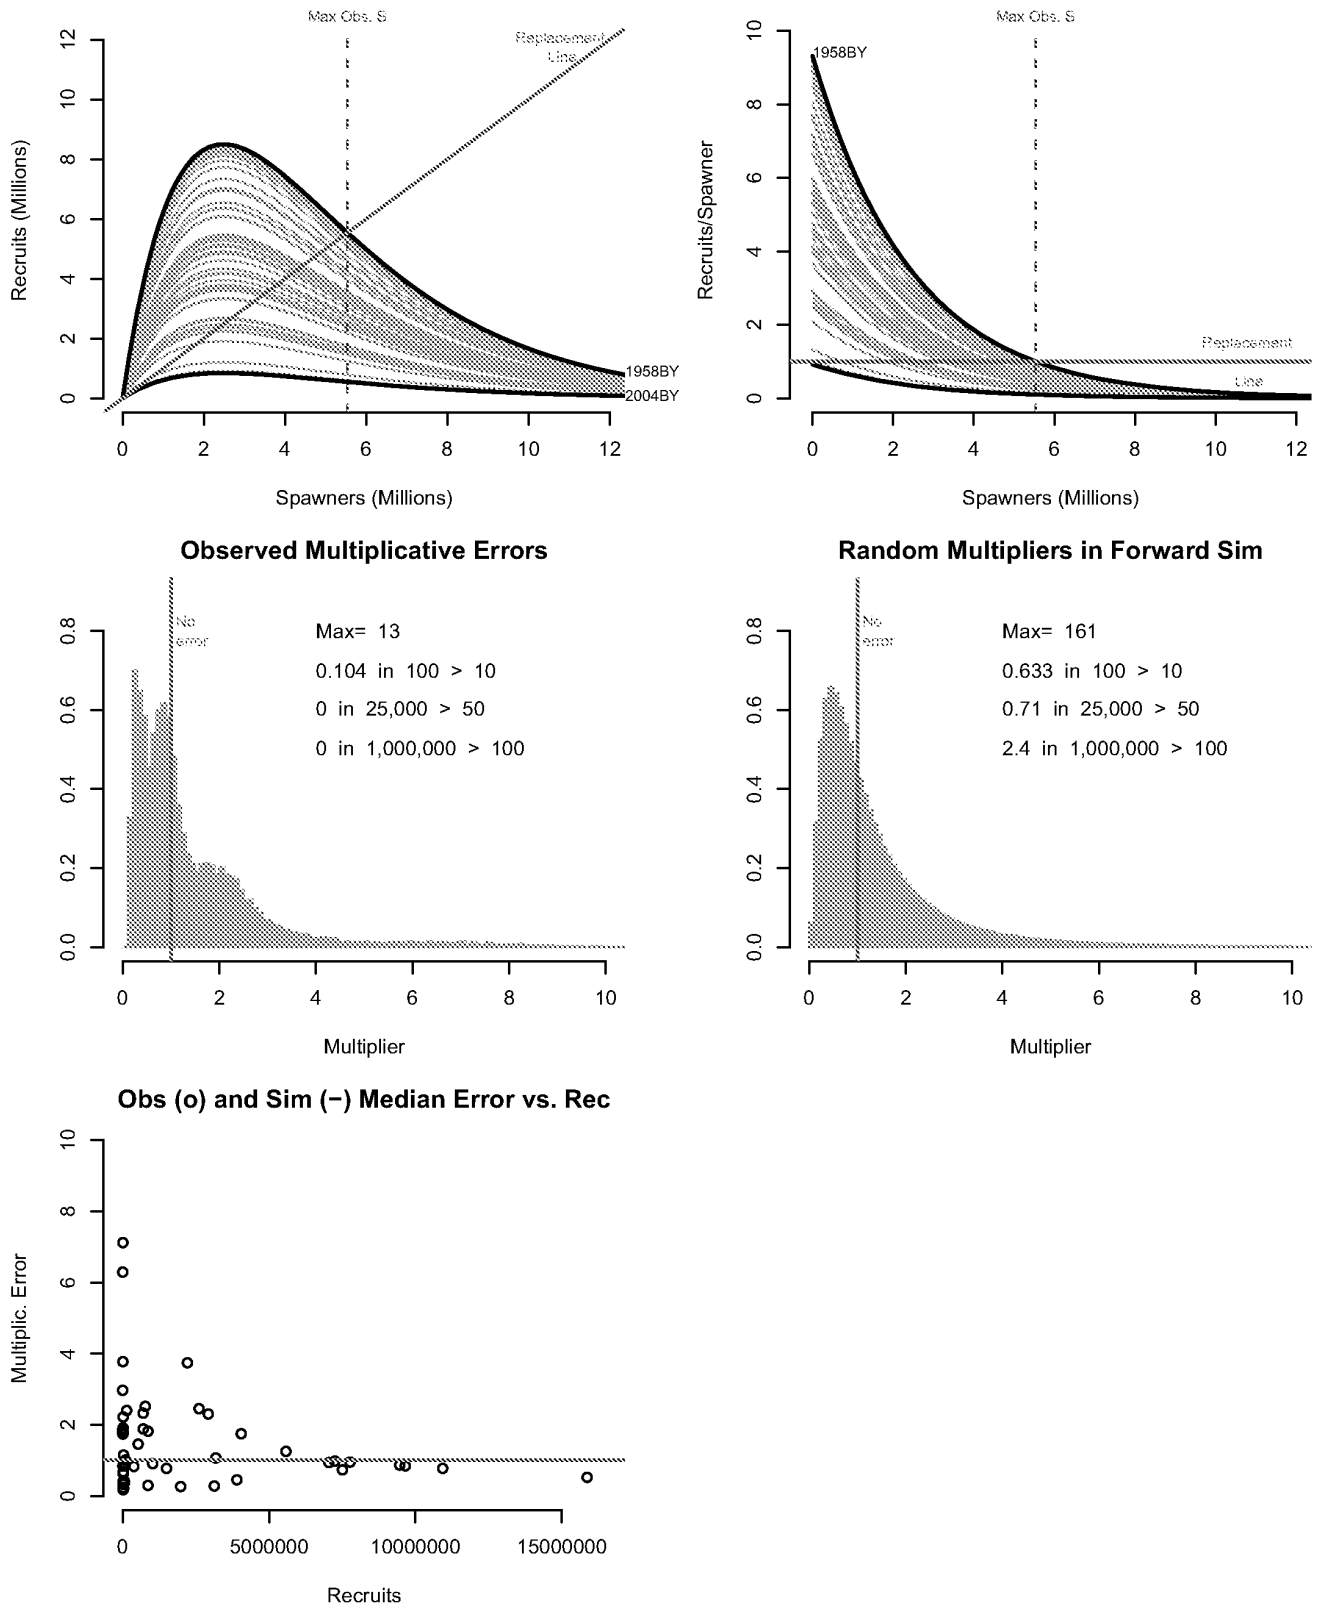 Max Obs. S
Replacement
Line
Recruits (Millions)
12
10
8
6
4
2
0
1958BY
2004BY
0 2 4 6 8 10 12
Spawners (Millions)
Max Obs. S
1958BY
Recruits/Spawner
10
8
6
4
2
0
Replacement
Line
0 2 4 6 8 10 12
Spawners (Millions)
Observed Multiplicative Errors
No
error
Max= 13
0.104 in 100 > 10
0 in 25,000 > 50
0 in 1,000,000 > 100
0.8
0.6
0.4
0.2
0.0
0 2 4 6 8 10
Multiplier
Random Multipliers in Forward Sim
No
error
Max= 161
0.633 in 100 > 10
0.71 in 25,000 > 50
2.4 in 1,000,000 > 100
0.8
0.6
0.4
0.2
0.0
0 2 4 6 8 10
Multiplier
Obs (o) and Sim (−) Median Error vs. Rec
Multiplic. Error
10
8
6
4
2
0
0 5000000 10000000 15000000
Recruits